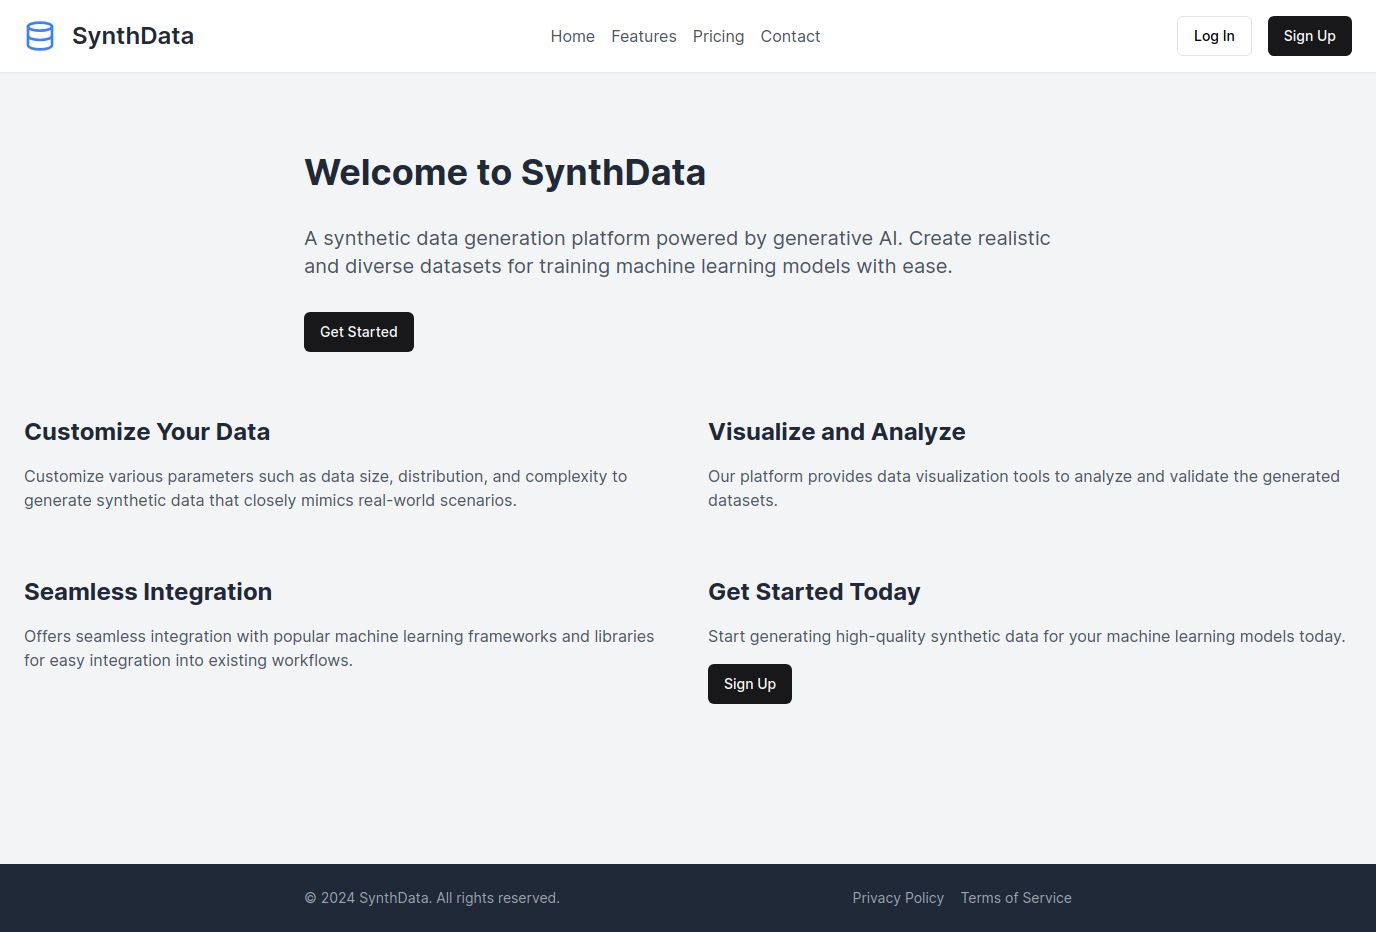 SynthData
Home Features Pricing Contact
Log In
Sign Up
Welcome to SynthData
A synthetic data generation platform powered by generative AI. Create realistic
and diverse datasets for training machine learning models with ease.
Get Started
Customize Your Data
Customize various parameters such as data size, distribution, and complexity to
generate synthetic data that closely mimics real-world scenarios.
Visualize and Analyze
Our platform provides data visualization tools to analyze and validate the generated
datasets.
Seamless Integration
Offers seamless integration with popular machine learning frameworks and libraries
for easy integration into existing workflows.
Get Started Today
Start generating high-quality synthetic data for your machine learning models today.
Sign Up
© 2024 SynthData. All rights reserved.
Privacy Policy Terms of Service